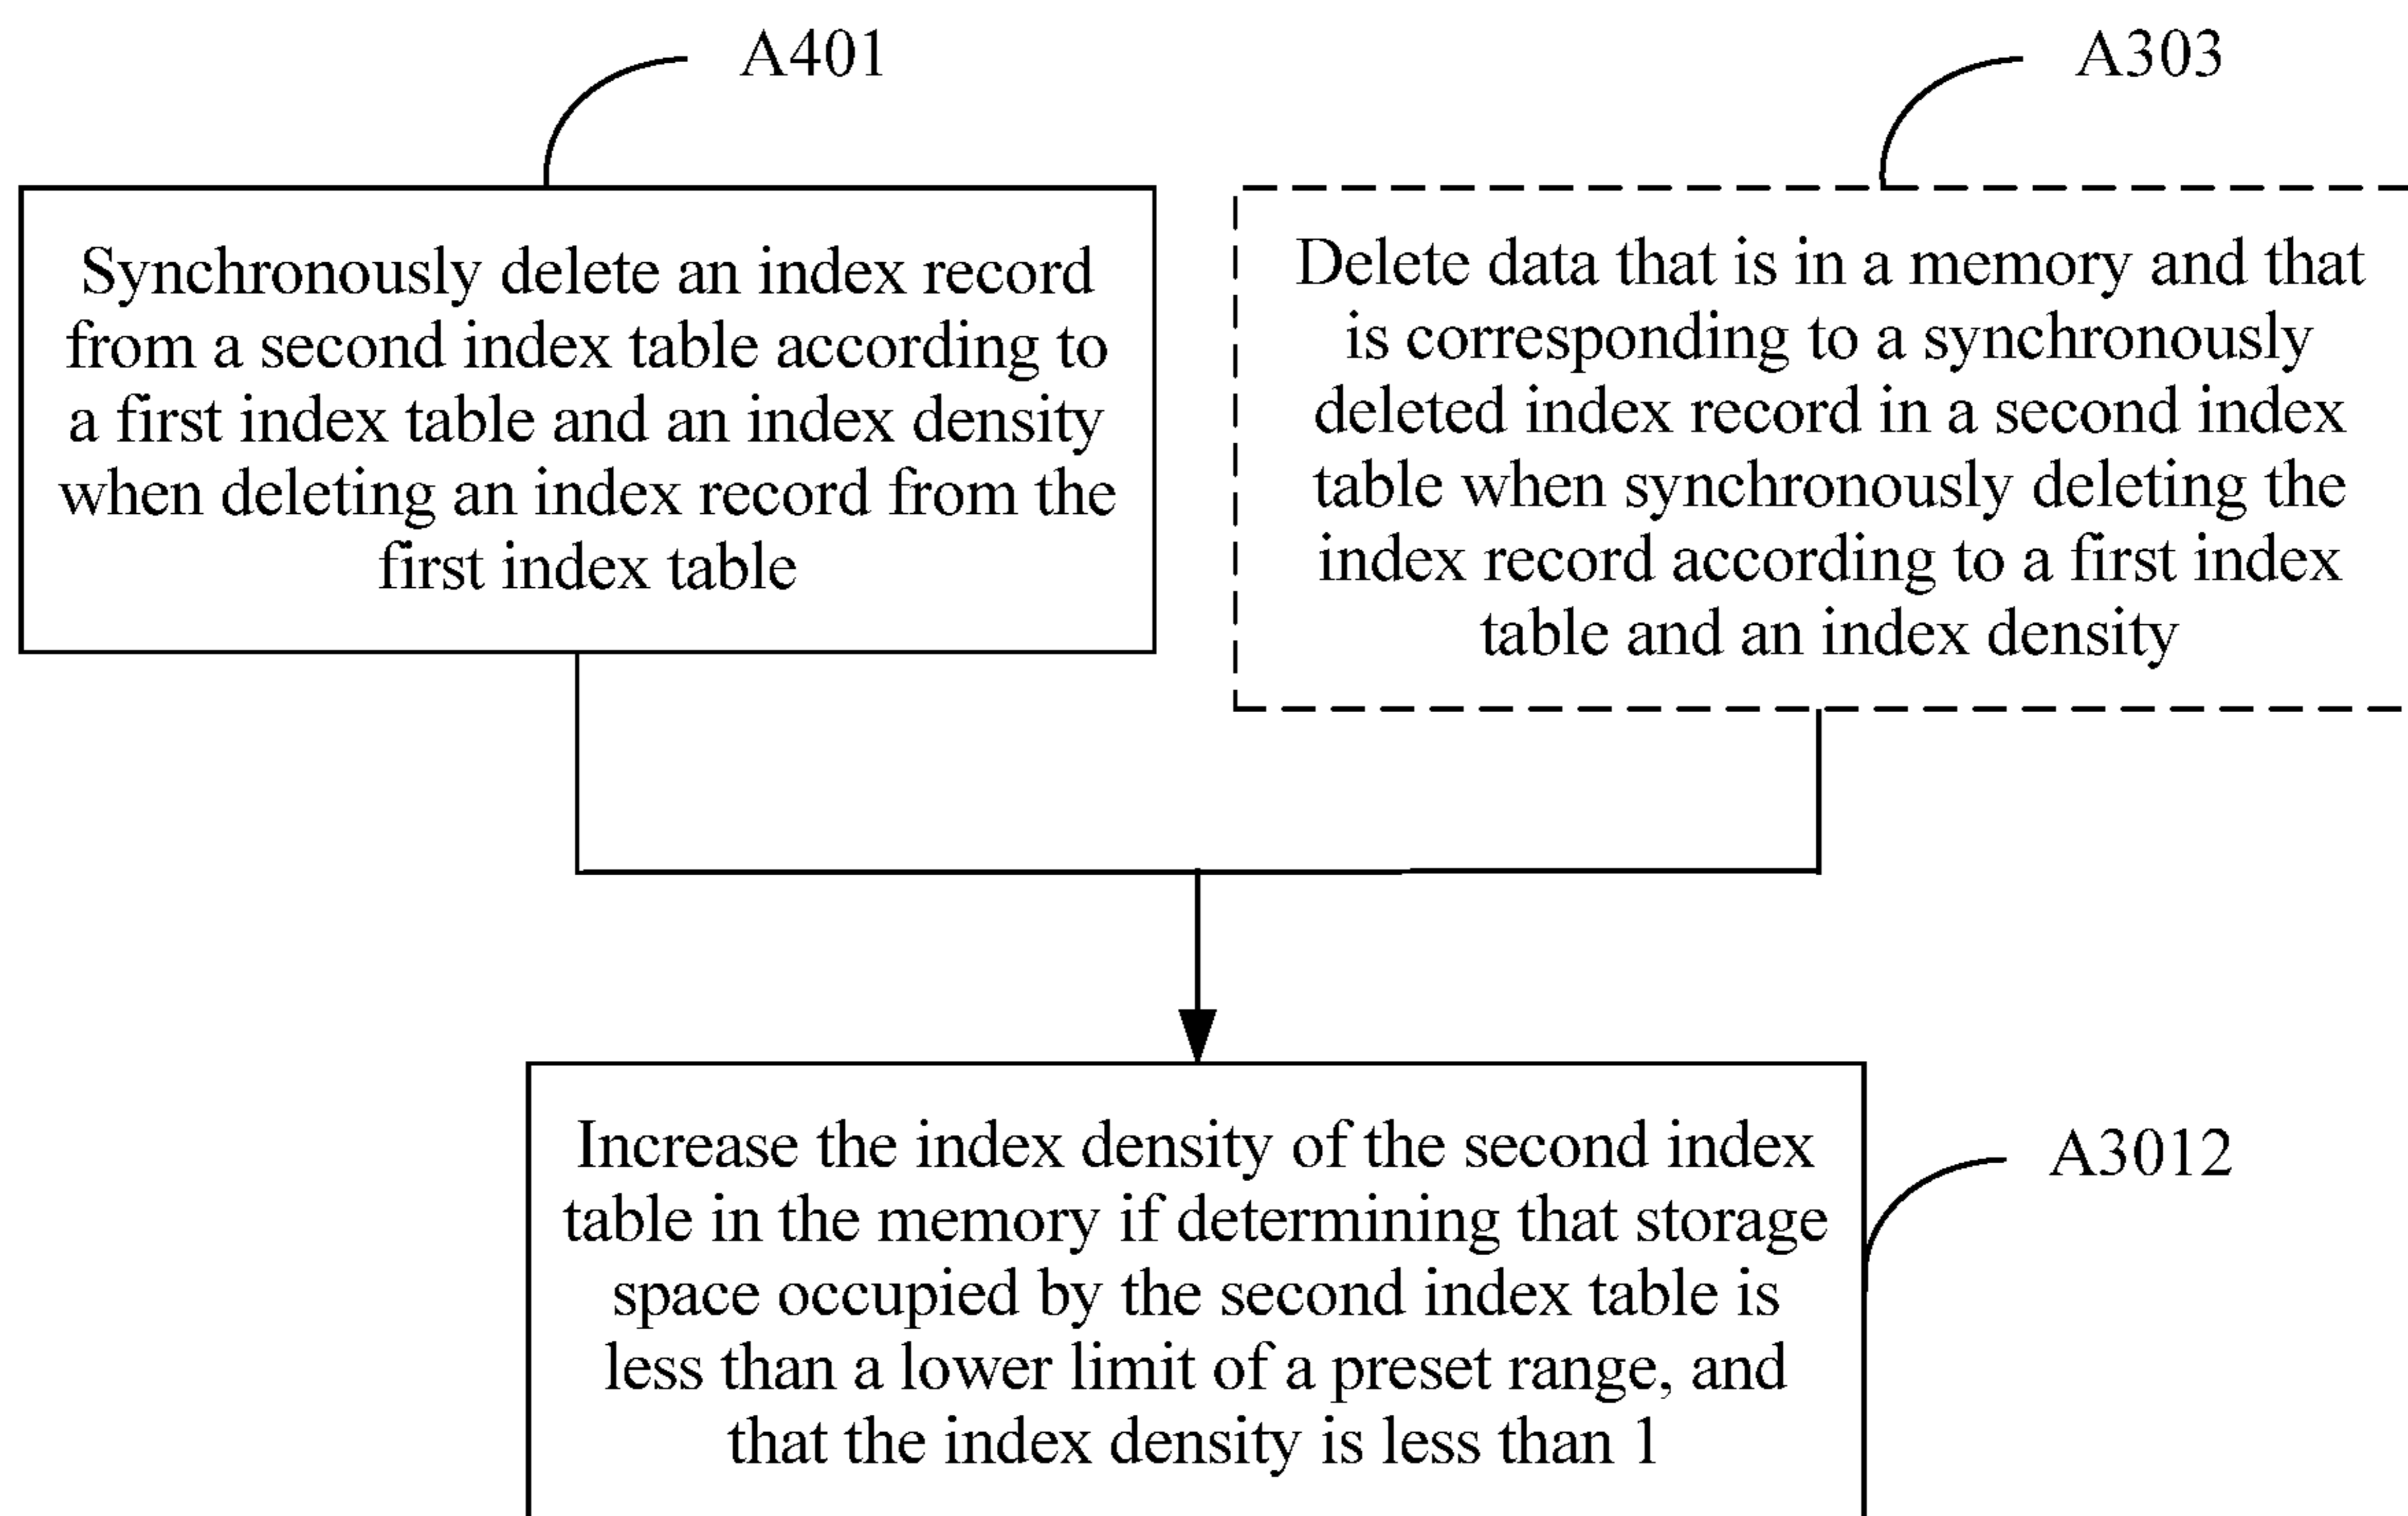 A401
Synchronously delete an index record
from a second index table according to
a first index table and an index density
when deleting an index record from the
first index table
A303
Delete data that is in a memory and that
is corresponding to a synchronously
deleted index record in a second index
table when synchronously deleting the
index record according to a first index
table and an index density
Increase the index density of the second index
table in the memory if determining that storage
space occupied by the second index table is
less than a lower limit of a preset range, and
that the index density is less than 1
A3012